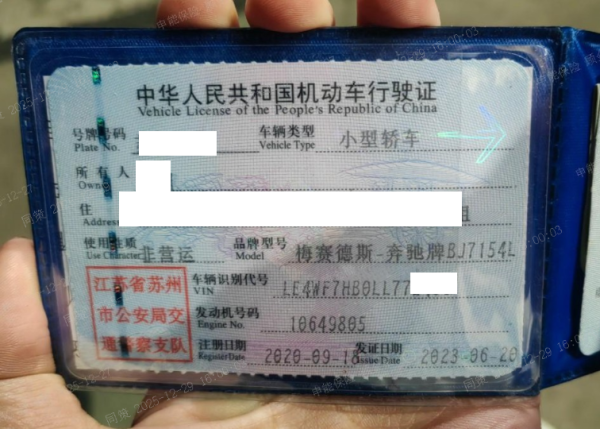 中华人民共和国机动车行驶证
Vehicle License of the People's Republic of China
号牌号码 Plate No. 车辆类型 Vehicle Type 小型轿车
所有人 Owner
住 Address 组
使用性质 Use Character 非营运 品牌型号 Model 梅赛德斯-奔驰牌BJ7154L
江苏省苏州
市公安局交
通警察支队
车辆识别代号 VIN
发动机号码 Engine No. 10649805
注册日期 Register Date 2020-09-18 发证日期 Issue Date 2023-06-20